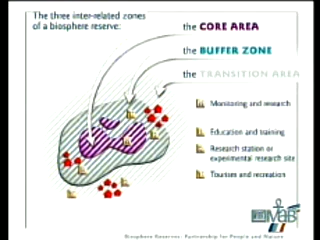 The three inter-related zones
of a biosphere reserve:
the CORE AREA
the BUFFER ZONE
the TRANSITION AREA
Monitoring and research
Education and training
Research station or
experimental research site
Tourism and recreation
MaB
Biosphere Reserves: Partnership for People and Nature